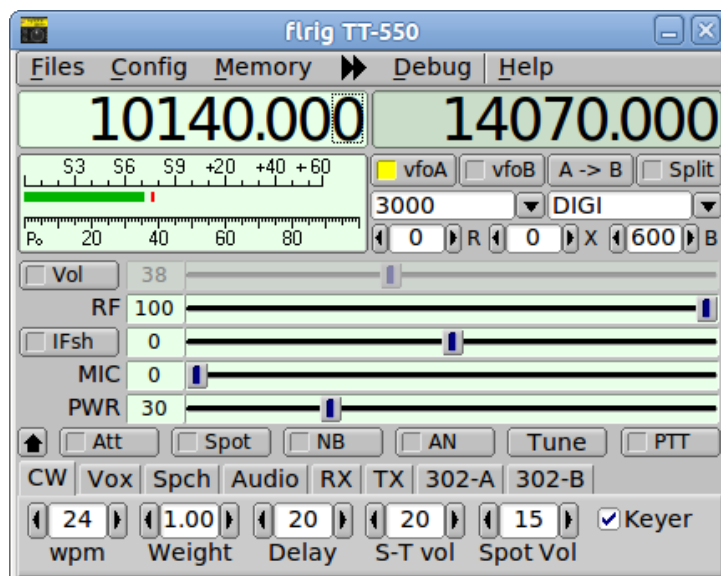 flrig TT-550
Files Config Memory Debug Help
10140.000 14070.000
S3 S6 S9 +20 +40 +60
vfoA vfoB A -> B Split
3000 DIGI
Po 20 40 60 80
0 R 0 X 600 B
Vol 38
RF 100
IFsh 0
MIC 0
PWR 30
Att Spot NB AN Tune PTT
CW Vox Spch Audio RX TX 302-A 302-B
24 1.00 20 20 15 Keyer
wpm Weight Delay S-T vol Spot Vol